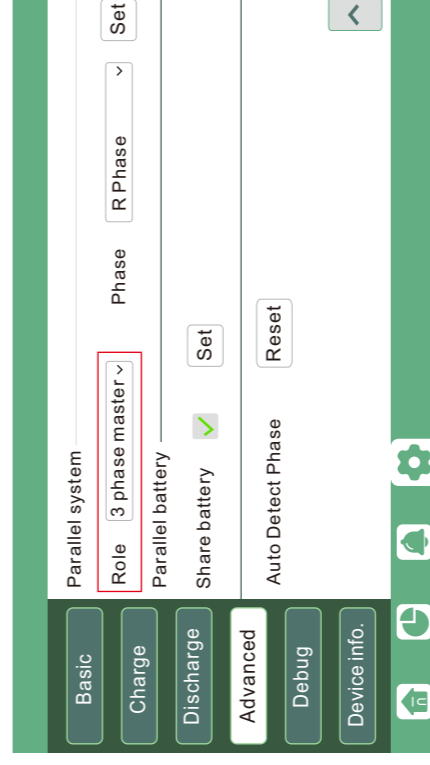 Basic
Charge
Discharge
Advanced
Debug
Device info.
Parallel system
Role 3 phase master Phase R Phase Set
Parallel battery
Share battery Set
Auto Detect Phase Reset